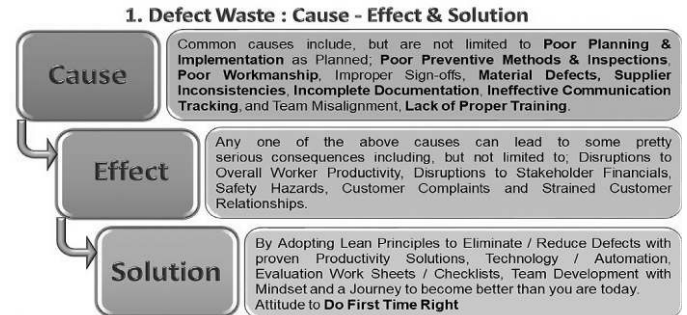 1. Defect Waste : Cause - Effect & Solution
Cause
Common causes include, but are not limited to Poor Planning &
Implementation as Planned; Poor Preventive Methods & Inspections,
Poor Workmanship, Improper Sign-offs, Material Defects, Supplier
Inconsistencies, Incomplete Documentation, Ineffective Communication
Tracking, and Team Misalignment, Lack of Proper Training.
Effect
Any one of the above causes can lead to some pretty
serious consequences including, but not limited to; Disruptions to
Overall Worker Productivity, Disruptions to Stakeholder Financials,
Safety Hazards, Customer Complaints and Strained Customer
Relationships.
Solution
By Adopting Lean Principles to Eliminate / Reduce Defects with
proven Productivity Solutions, Technology / Automation,
Evaluation Work Sheets / Checklists, Team Development with
Mindset and a Journey to become better than you are today.
Attitude to Do First Time Right